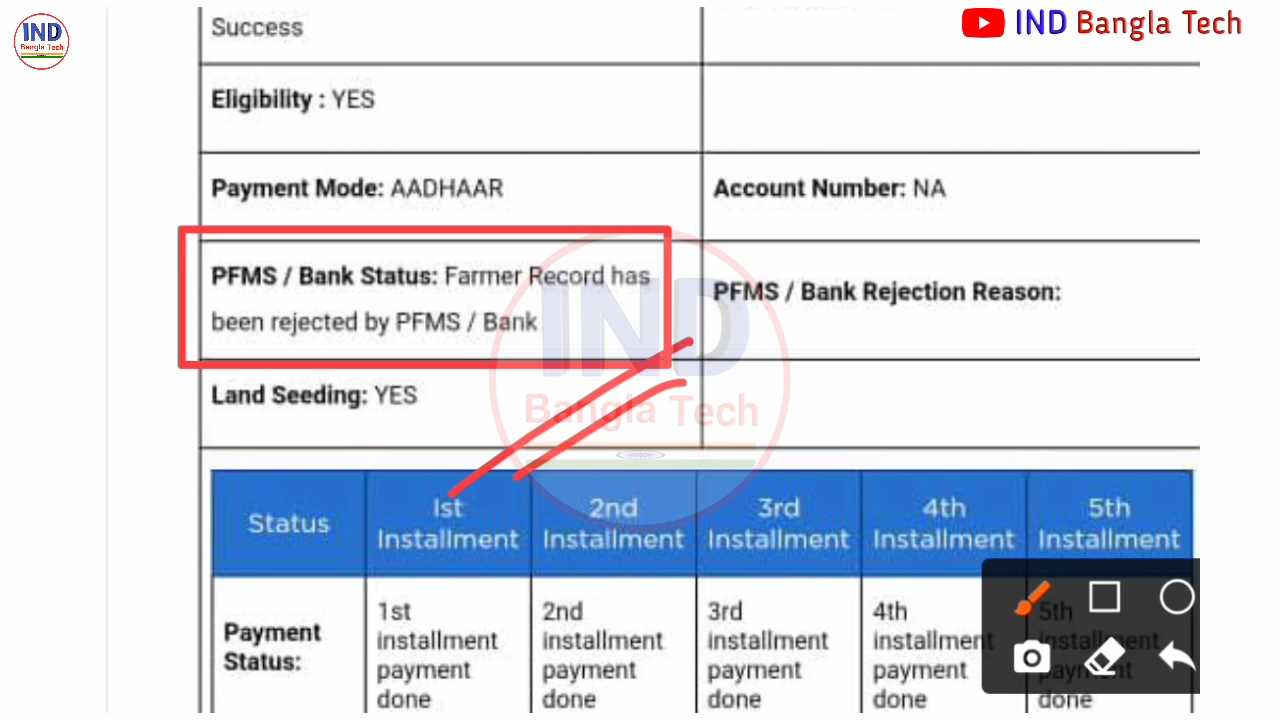 IND
Bangla Tech
IND Bangla Tech
Success
Eligibility : YES
Payment Mode: AADHAAR
Account Number: NA
PFMS / Bank Status: Farmer Record has
been rejected by PFMS / Bank
PFMS / Bank Rejection Reason:
IND
Bangla Tech
Land Seeding: YES
Status
Ist
Installment
2nd
Installment
3rd
Installment
4th
Installment
5th
Installment
Payment
Status:
1st
installment
payment
done
2nd
installment
payment
done
3rd
installment
payment
done
4th
installment
payment
done
5th
installment
payment
done